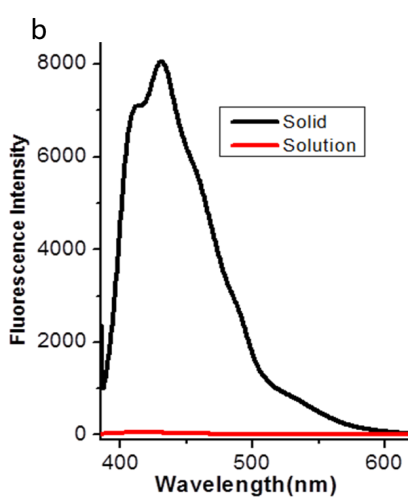 b
8000
6000
4000
2000
0
Fluorescence Intensity
Solid
Solution
400 500 600
Wavelength(nm)